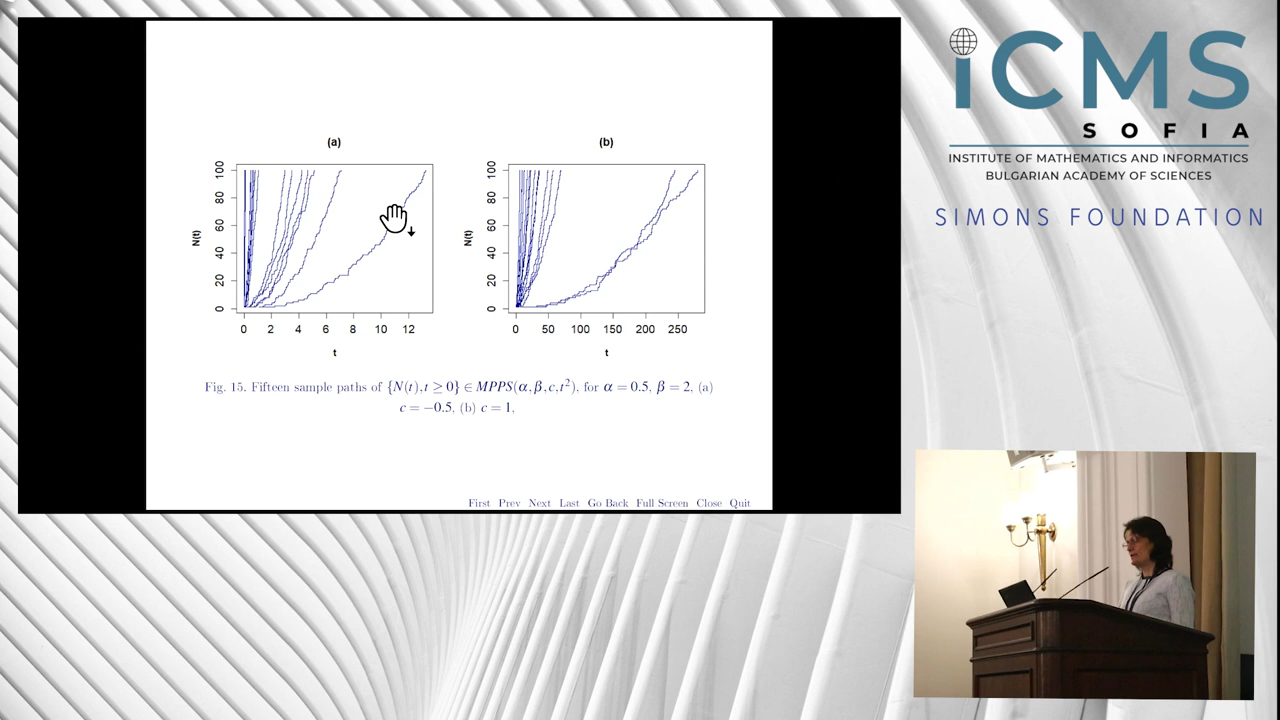 (a)
(b)
N(t)
0 20 40 60 80 100
0 2 4 6 8 10 12
t
N(t)
0 20 40 60 80 100
0 50 100 150 200 250
t
Fig. 15. Fifteen sample paths of {N(t), t ≥ 0} ∈ MPPS(α, β, c, t²), for α = 0.5, β = 2, (a)
c = −0.5, (b) c = 1,
First Prev Next Last Go Back Full Screen Close Quit
iCMS
SOFIA
INSTITUTE OF MATHEMATICS AND INFORMATICS
BULGARIAN ACADEMY OF SCIENCES
SIMONS FOUNDATION